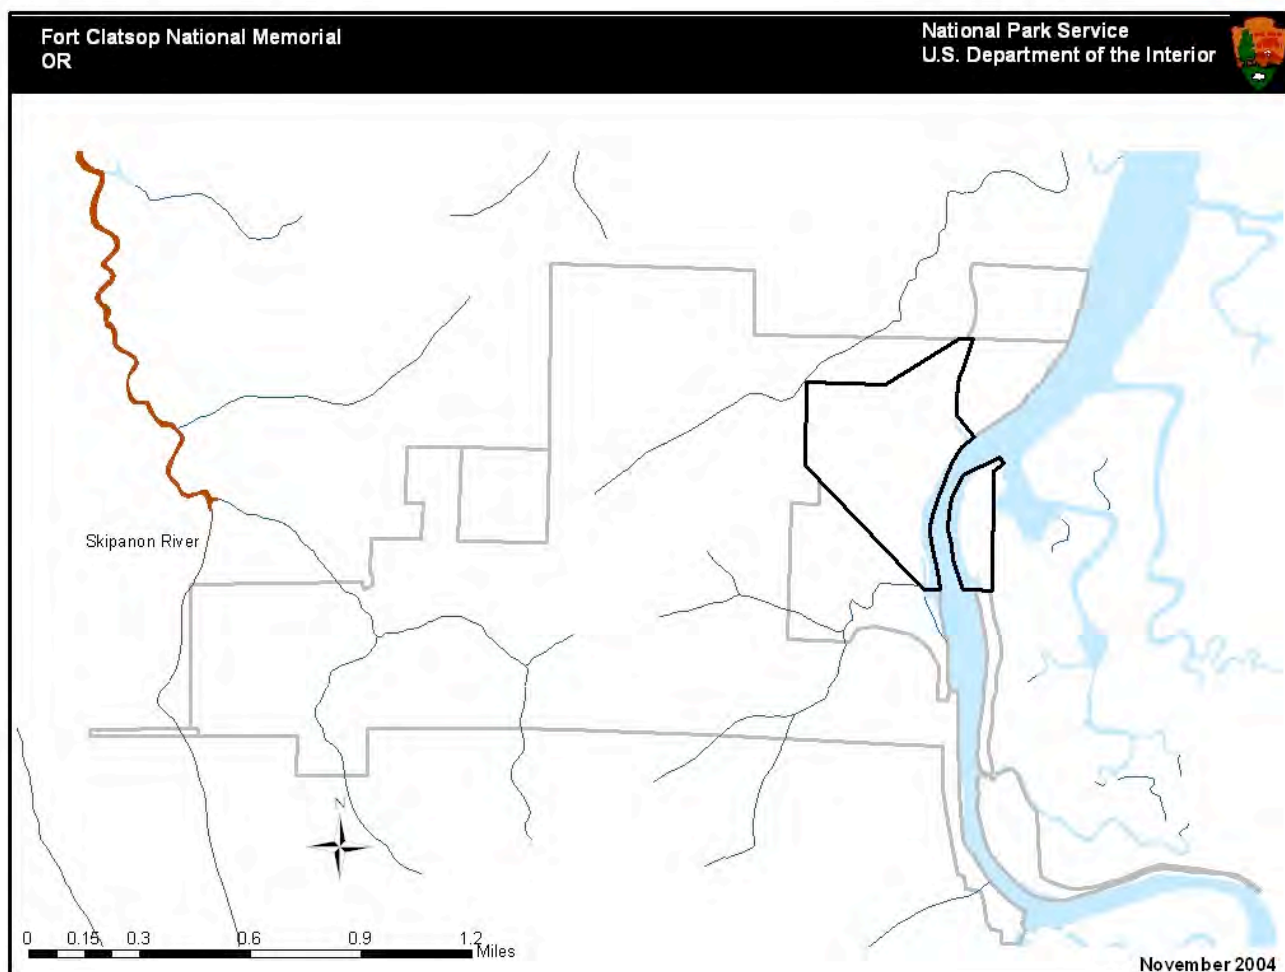 Fort Clatsop National Memorial
OR
National Park Service
U.S. Department of the Interior
Skipanon River
N
0 0.15 0.3 0.6 0.9 1.2
Miles
November 2004